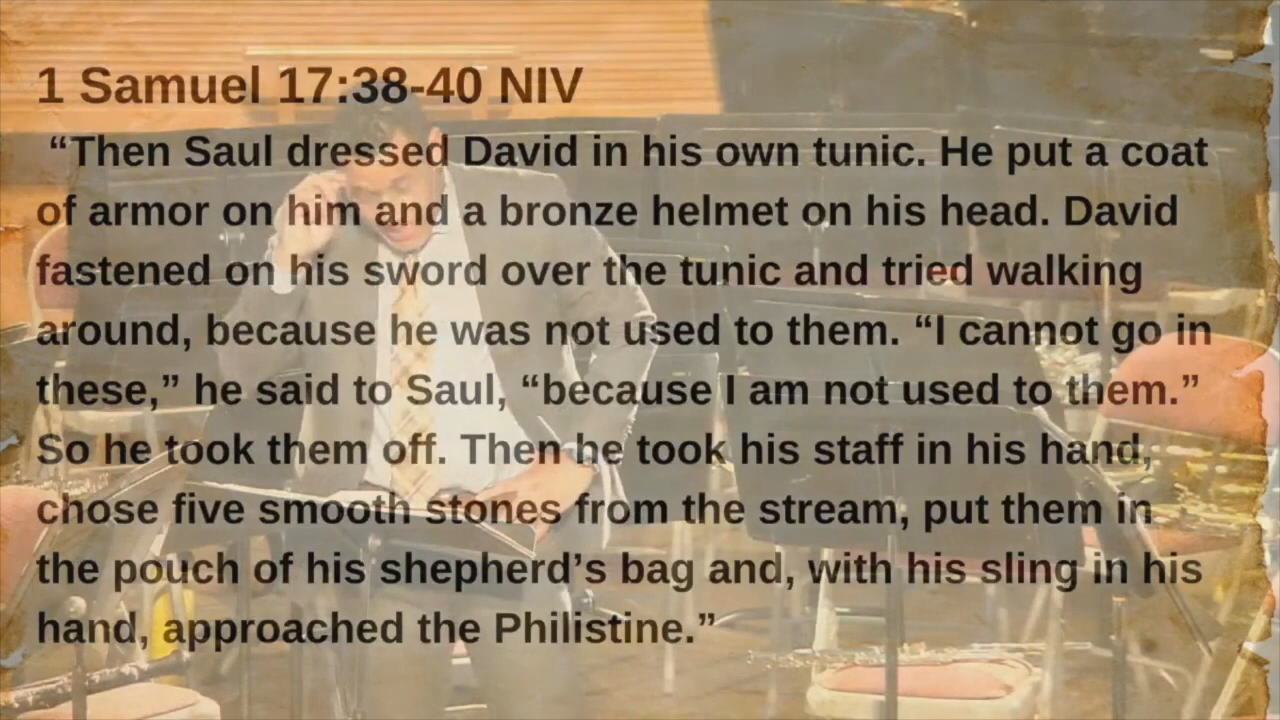 1 Samuel 17:38-40 NIV
“Then Saul dressed David in his own tunic. He put a coat
of armor on him and a bronze helmet on his head. David
fastened on his sword over the tunic and tried walking
around, because he was not used to them. “I cannot go in
these,” he said to Saul, “because I am not used to them.”
So he took them off. Then he took his staff in his hand,
chose five smooth stones from the stream, put them in
the pouch of his shepherd’s bag and, with his sling in his
hand, approached the Philistine.”